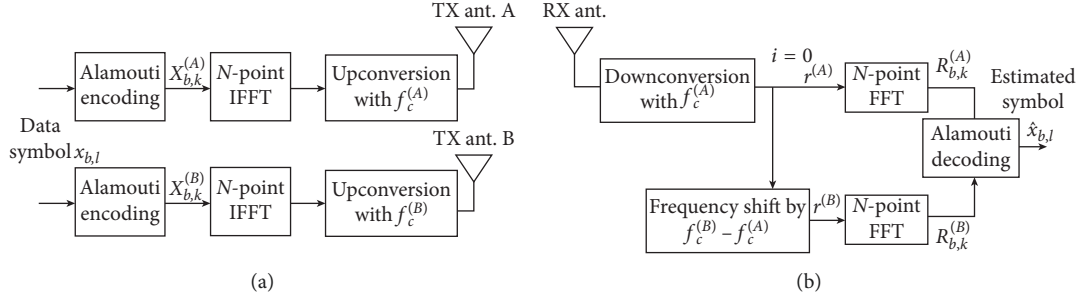 TX ant. A
Alamouti
encoding
X_{b,k}^{(A)}
N-point
IFFT
Upconversion
with f_c^{(A)}
Data
symbol x_{b,l}
TX ant. B
Alamouti
encoding
X_{b,k}^{(B)}
N-point
IFFT
Upconversion
with f_c^{(B)}
(a)
RX ant.
Downconversion
with f_c^{(A)}
i = 0
r^{(A)}
N-point
FFT
R_{b,k}^{(A)}
Estimated
symbol
x̂_{b,l}
Alamouti
decoding
Frequency shift by
f_c^{(B)} – f_c^{(A)}
r^{(B)}
N-point
FFT
R_{b,k}^{(B)}
(b)